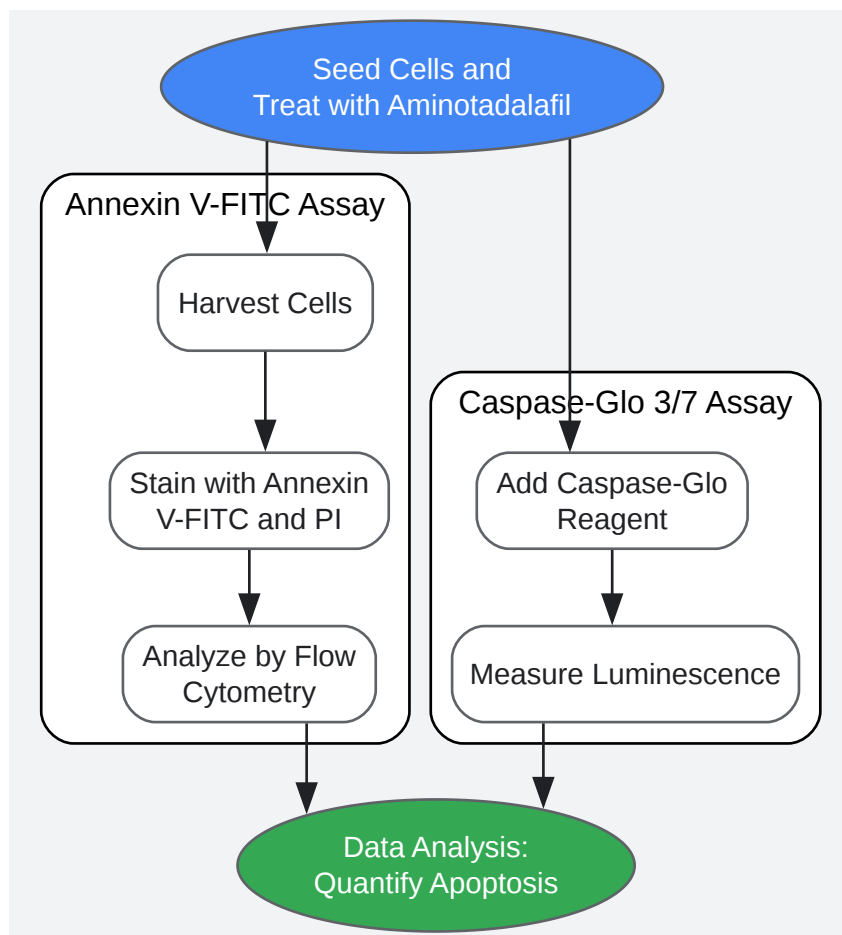 Seed Cells and
Treat with Aminotadalafil
Annexin V-FITC Assay
Harvest Cells
Stain with Annexin
V-FITC and PI
Analyze by Flow
Cytometry
Caspase-Glo 3/7 Assay
Add Caspase-Glo
Reagent
Measure Luminescence
Data Analysis:
Quantify Apoptosis